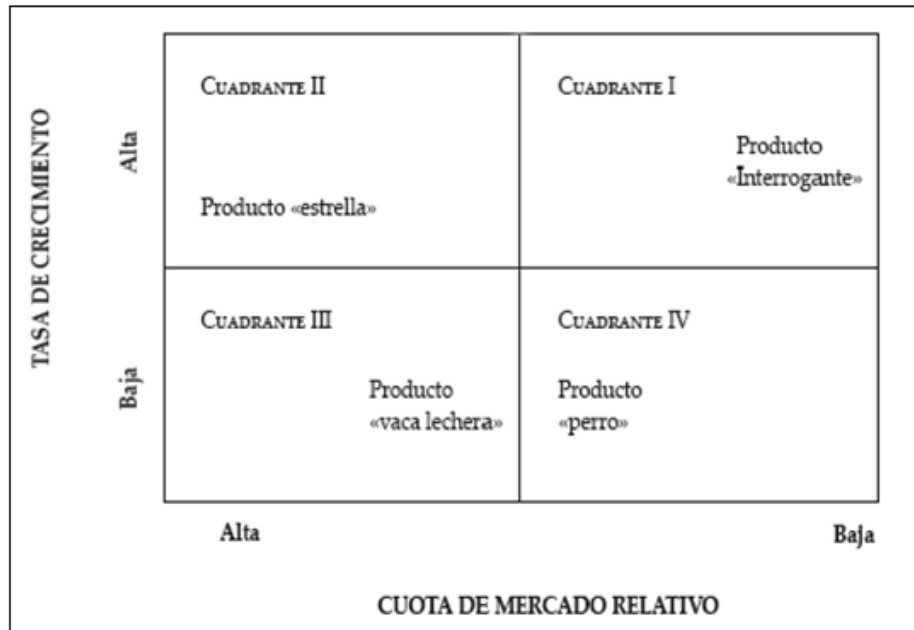 CUADRANTE II
CUADRANTE I
Producto
«Interrogante»
Producto «estrella»
CUADRANTE III
CUADRANTE IV
Producto
«vaca lechera»
Producto
«perro»
TASA DE CRECIMIENTO
Alta
Baja
Alta
Baja
CUOTA DE MERCADO RELATIVO